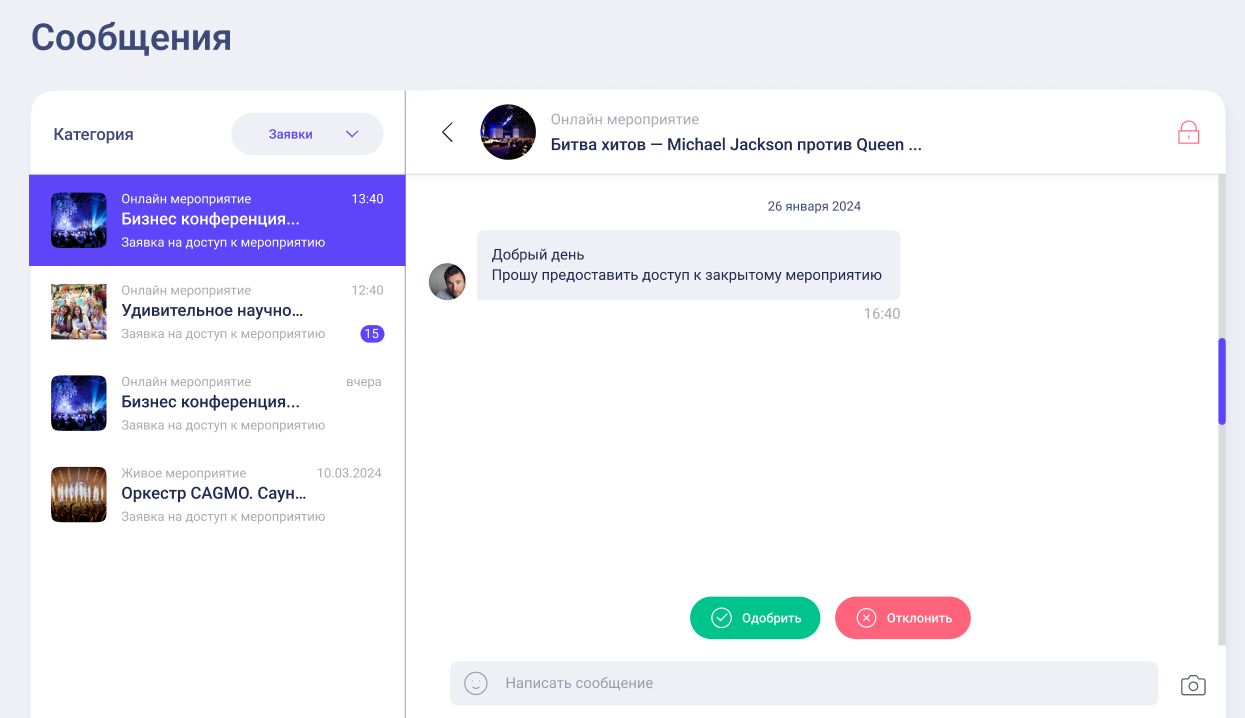 Сообщения
Категория
Заявки
Онлайн мероприятие 13:40
Бизнес конференция...
Заявка на доступ к мероприятию
Онлайн мероприятие 12:40
Удивительное научно...
Заявка на доступ к мероприятию 15
Онлайн мероприятие вчера
Бизнес конференция...
Заявка на доступ к мероприятию
Живое мероприятие 10.03.2024
Оркестр CAGMO. Саун...
Заявка на доступ к мероприятию
Онлайн мероприятие
Битва хитов — Michael Jackson против Queen ...
26 января 2024
Добрый день
Прошу предоставить доступ к закрытому мероприятию
16:40
Одобрить Отклонить
Написать сообщение